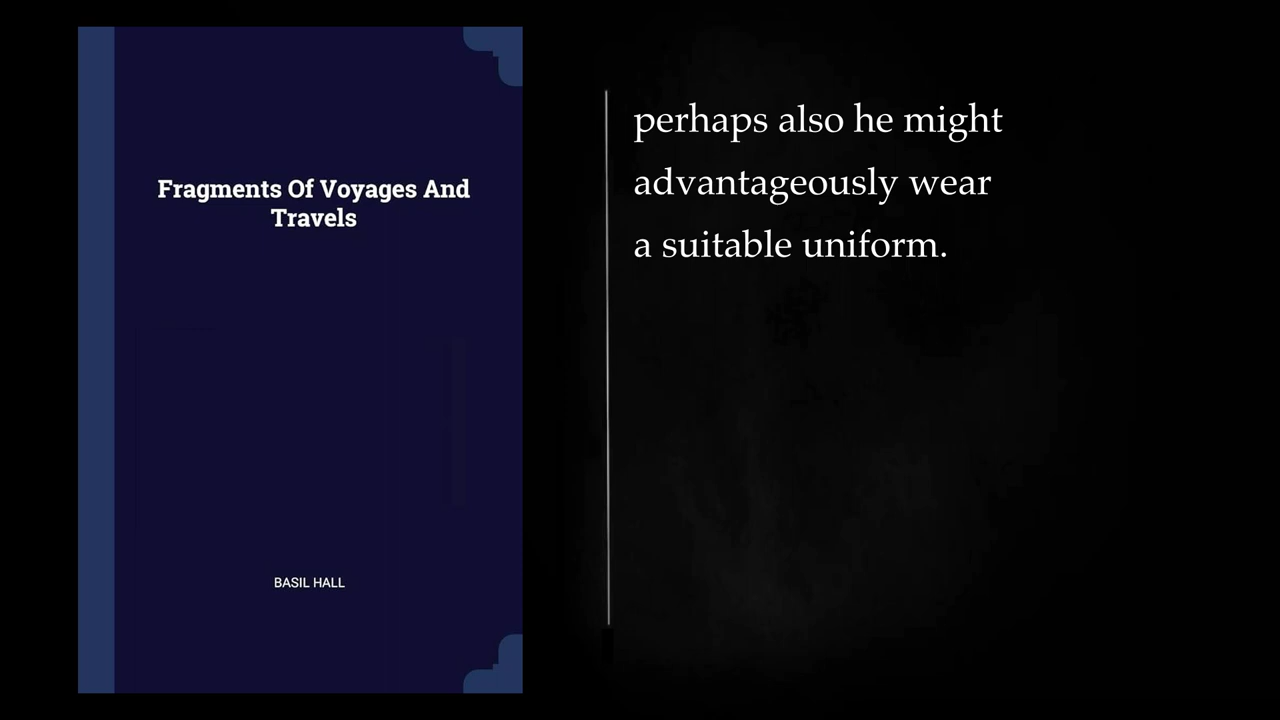 Fragments Of Voyages And
Travels
BASIL HALL
perhaps also he might
advantageously wear
a suitable uniform.